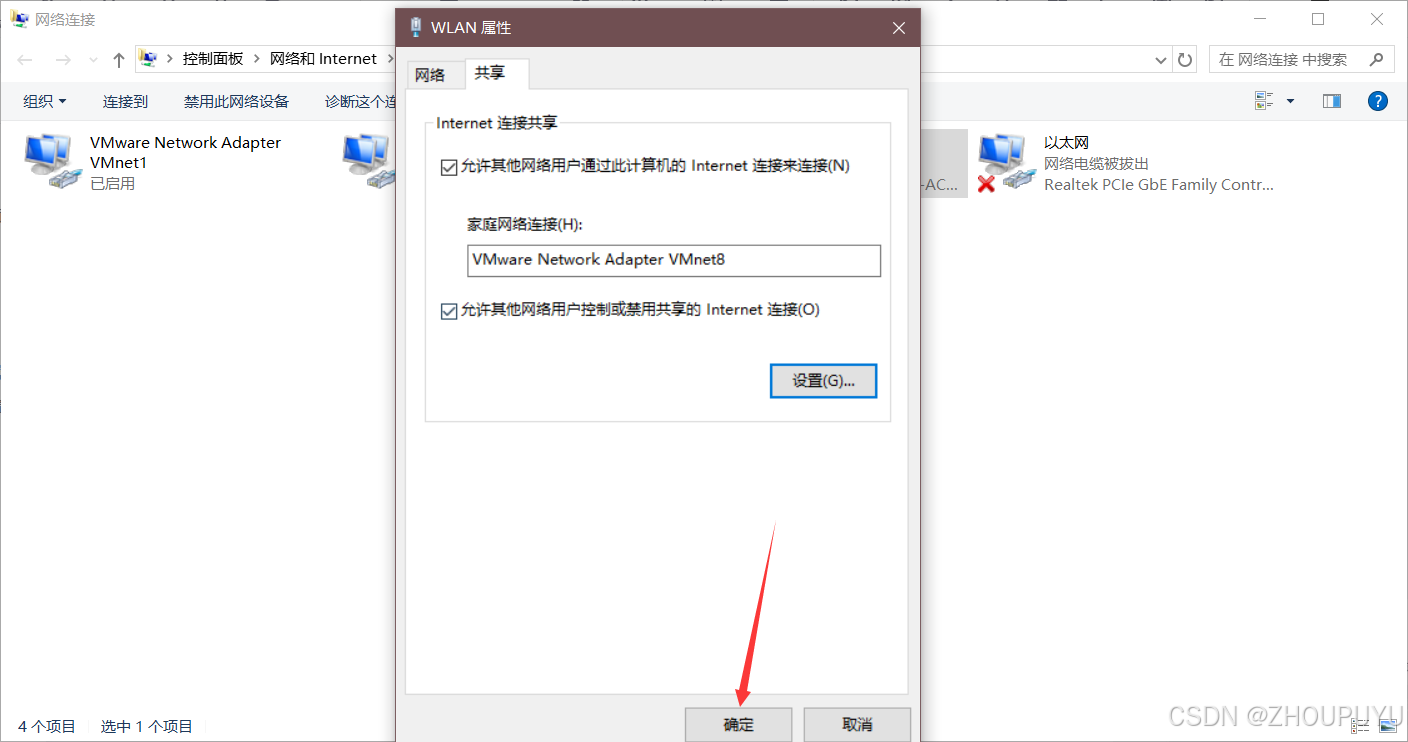 网络连接
WLAN 属性
控制面板 > 网络和 Internet >
在 网络连接 中搜索
网络
共享
组织
连接到
禁用此网络设备
诊断这个连
VMware Network Adapter
VMnet1
已启用
Internet 连接共享
允许其他网络用户通过此计算机的 Internet 连接来连接(N)
家庭网络连接(H):
VMware Network Adapter VMnet8
允许其他网络用户控制或禁用共享的 Internet 连接(O)
设置(G)...
-AC...
以太网
网络电缆被拔出
Realtek PCIe GbE Family Contr...
确定
取消
4 个项目
选中 1 个项目
CSDN @ZHOUPUYU